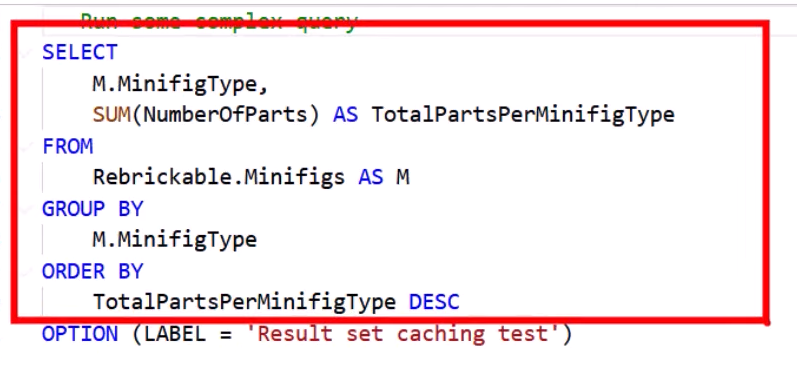 Run some complex query
SELECT
M.MinifigType,
SUM(NumberOfParts) AS TotalPartsPerMinifigType
FROM
Rebrickable.Minifigs AS M
GROUP BY
M.MinifigType
ORDER BY
TotalPartsPerMinifigType DESC
OPTION (LABEL = 'Result set caching test')